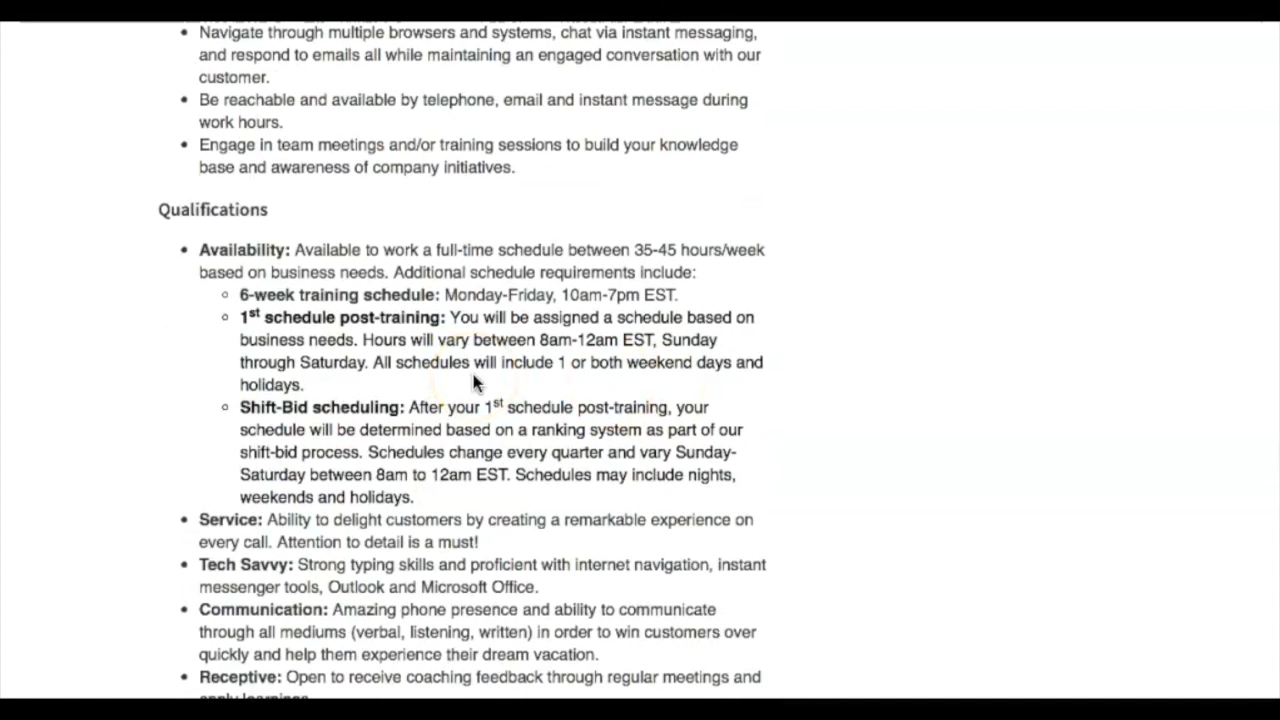 • Navigate through multiple browsers and systems, chat via instant messaging,
and respond to emails all while maintaining an engaged conversation with our
customer.
• Be reachable and available by telephone, email and instant message during
work hours.
• Engage in team meetings and/or training sessions to build your knowledge
base and awareness of company initiatives.
Qualifications
• Availability: Available to work a full-time schedule between 35-45 hours/week
based on business needs. Additional schedule requirements include:
○ 6-week training schedule: Monday-Friday, 10am-7pm EST.
○ 1st schedule post-training: You will be assigned a schedule based on
business needs. Hours will vary between 8am-12am EST, Sunday
through Saturday. All schedules will include 1 or both weekend days and
holidays.
○ Shift-Bid scheduling: After your 1st schedule post-training, your
schedule will be determined based on a ranking system as part of our
shift-bid process. Schedules change every quarter and vary Sunday-
Saturday between 8am to 12am EST. Schedules may include nights,
weekends and holidays.
• Service: Ability to delight customers by creating a remarkable experience on
every call. Attention to detail is a must!
• Tech Savvy: Strong typing skills and proficient with internet navigation, instant
messenger tools, Outlook and Microsoft Office.
• Communication: Amazing phone presence and ability to communicate
through all mediums (verbal, listening, written) in order to win customers over
quickly and help them experience their dream vacation.
• Receptive: Open to receive coaching feedback through regular meetings and
apply learnings.